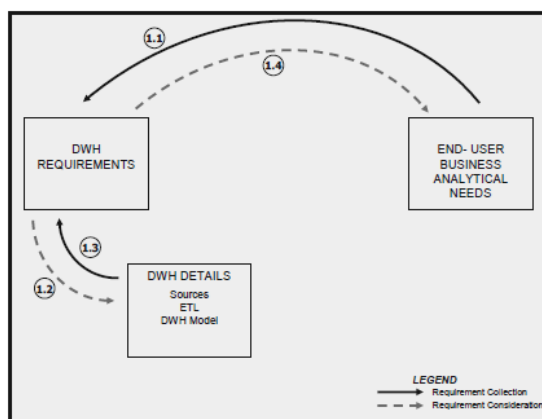 1.1
1.4
DWH
REQUIREMENTS
END- USER
BUSINESS
ANALYTICAL
NEEDS
1.3
1.2
DWH DETAILS
Sources
ETL
DWH Model
LEGEND
Requirement Collection
Requirement Consideration